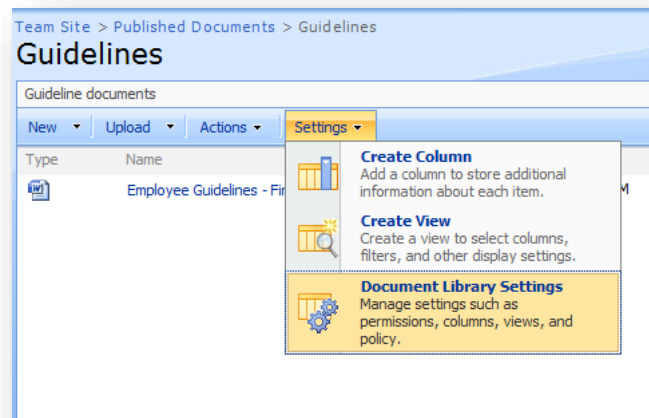 Team Site > Published Documents > Guidelines
Guidelines
Guideline documents
New Upload Actions Settings
Type Name
Employee Guidelines - M
Create Column
Add a column to store additional
information about each item.
Create View
Create a view to select columns,
filters, and other display settings.
Document Library Settings
Manage settings such as
permissions, columns, views, and
policy.